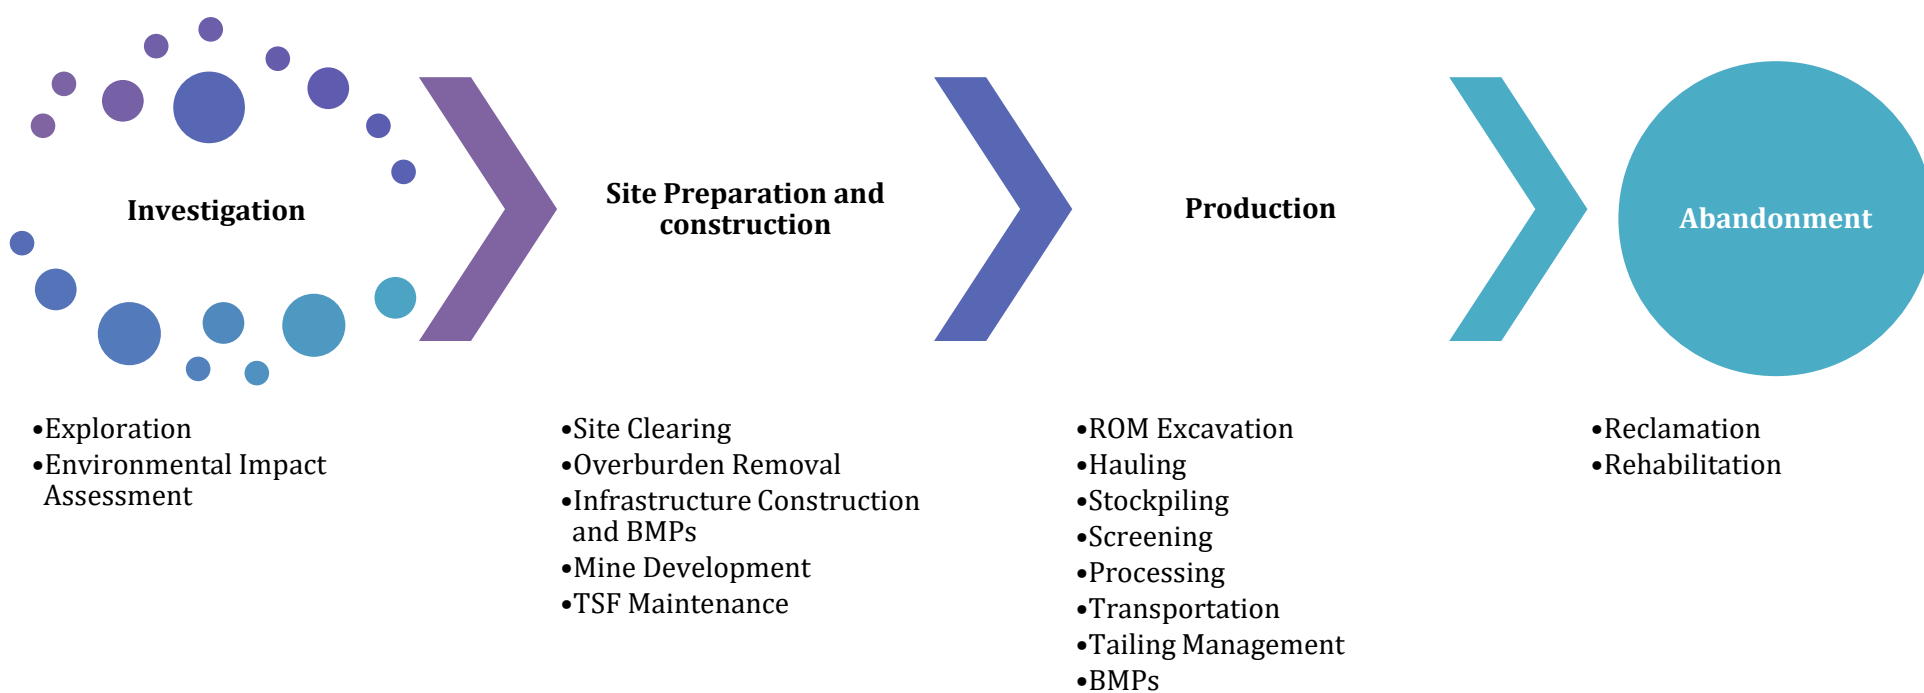 Investigation
Site Preparation and
construction
Production
Abandonment
•Exploration
•Environmental Impact
Assessment
•Site Clearing
•Overburden Removal
•Infrastructure Construction
and BMPs
•Mine Development
•TSF Maintenance
•ROM Excavation
•Hauling
•Stockpiling
•Screening
•Processing
•Transportation
•Tailing Management
•BMPs
•Reclamation
•Rehabilitation